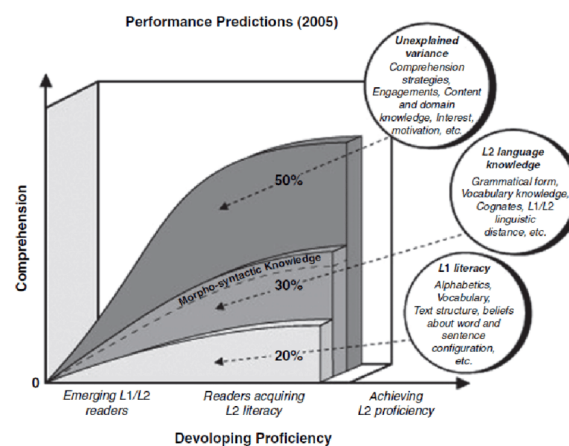 Performance Predictions (2005)
Unexplained
variance
Comprehension
strategies,
Engagements, Content
and domain
knowledge, Interest,
motivation, etc.
L2 language
knowledge
Grammatical form,
Vocabulary knowledge,
Cognates, L1/L2
linguistic
distance, etc.
L1 literacy
Alphabetics,
Vocabulary,
Text structure, beliefs
about word and
sentence
configuration,
etc.
Comprehension
50%
Morpho-syntactic Knowledge
30%
20%
0
Emerging L1/L2
readers
Readers acquiring
L2 literacy
Achieving
L2 proficiency
Developing Proficiency